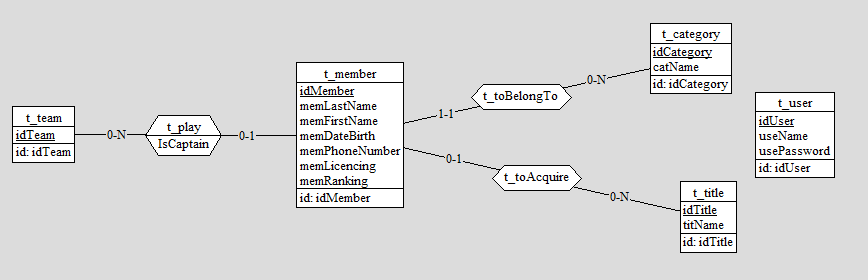 t_team
idTeam
id: idTeam
0-N
t_play
IsCaptain
0-1
t_member
idMember
memLastName
memFirstName
memDateBirth
memPhoneNumber
memLicencing
memRanking
id: idMember
1-1
t_toBelongTo
0-N
t_category
idCategory
catName
id: idCategory
0-1
t_toAcquire
0-N
t_title
idTitle
titName
id: idTitle
t_user
idUser
useName
usePassword
id: idUser